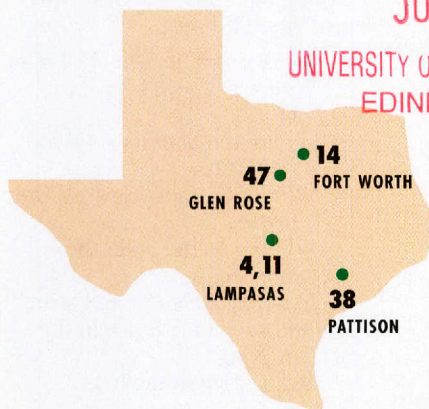 JU
UNIVERSITY O
EDIN
14
FORT WORTH
47
GLEN ROSE
4, 11
LAMPASAS
38
PATTISON